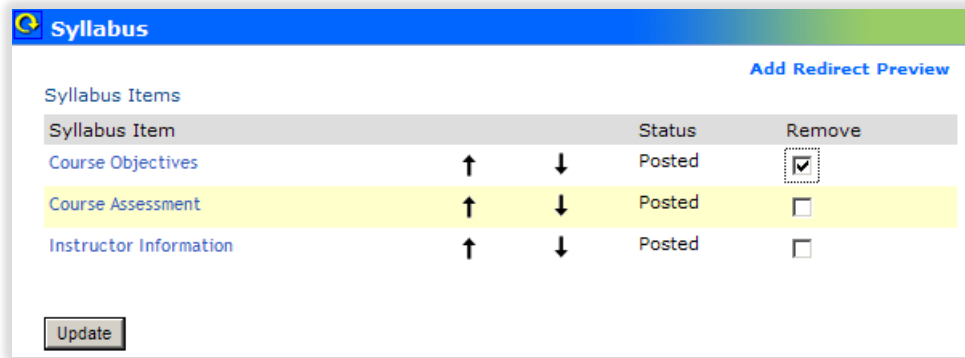 Syllabus
Add Redirect Preview
Syllabus Items
Syllabus Item Status Remove
Course Objectives Posted
Course Assessment Posted
Instructor Information Posted
Update